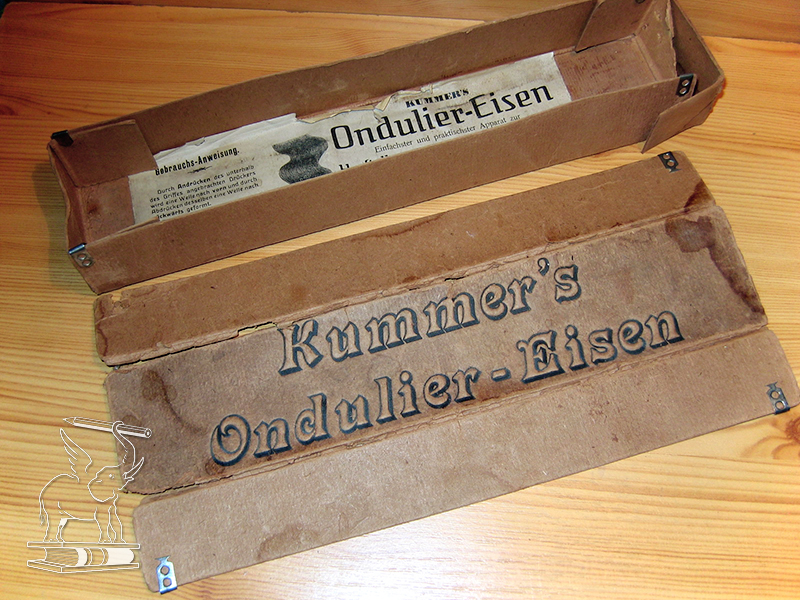 KUMMER'S
Ondulier-Eisen
Einfachster und praktischster Apparat zur
Gebrauchs-Anweisung.
Durch Andrücken des unterhalb
des Griffes angebrachten Drückers
wird eine Welle nach vorn und durch
Abdrücken desselben eine Welle nach
rückwärts geformt.
Kummer's
Ondulier-Eisen